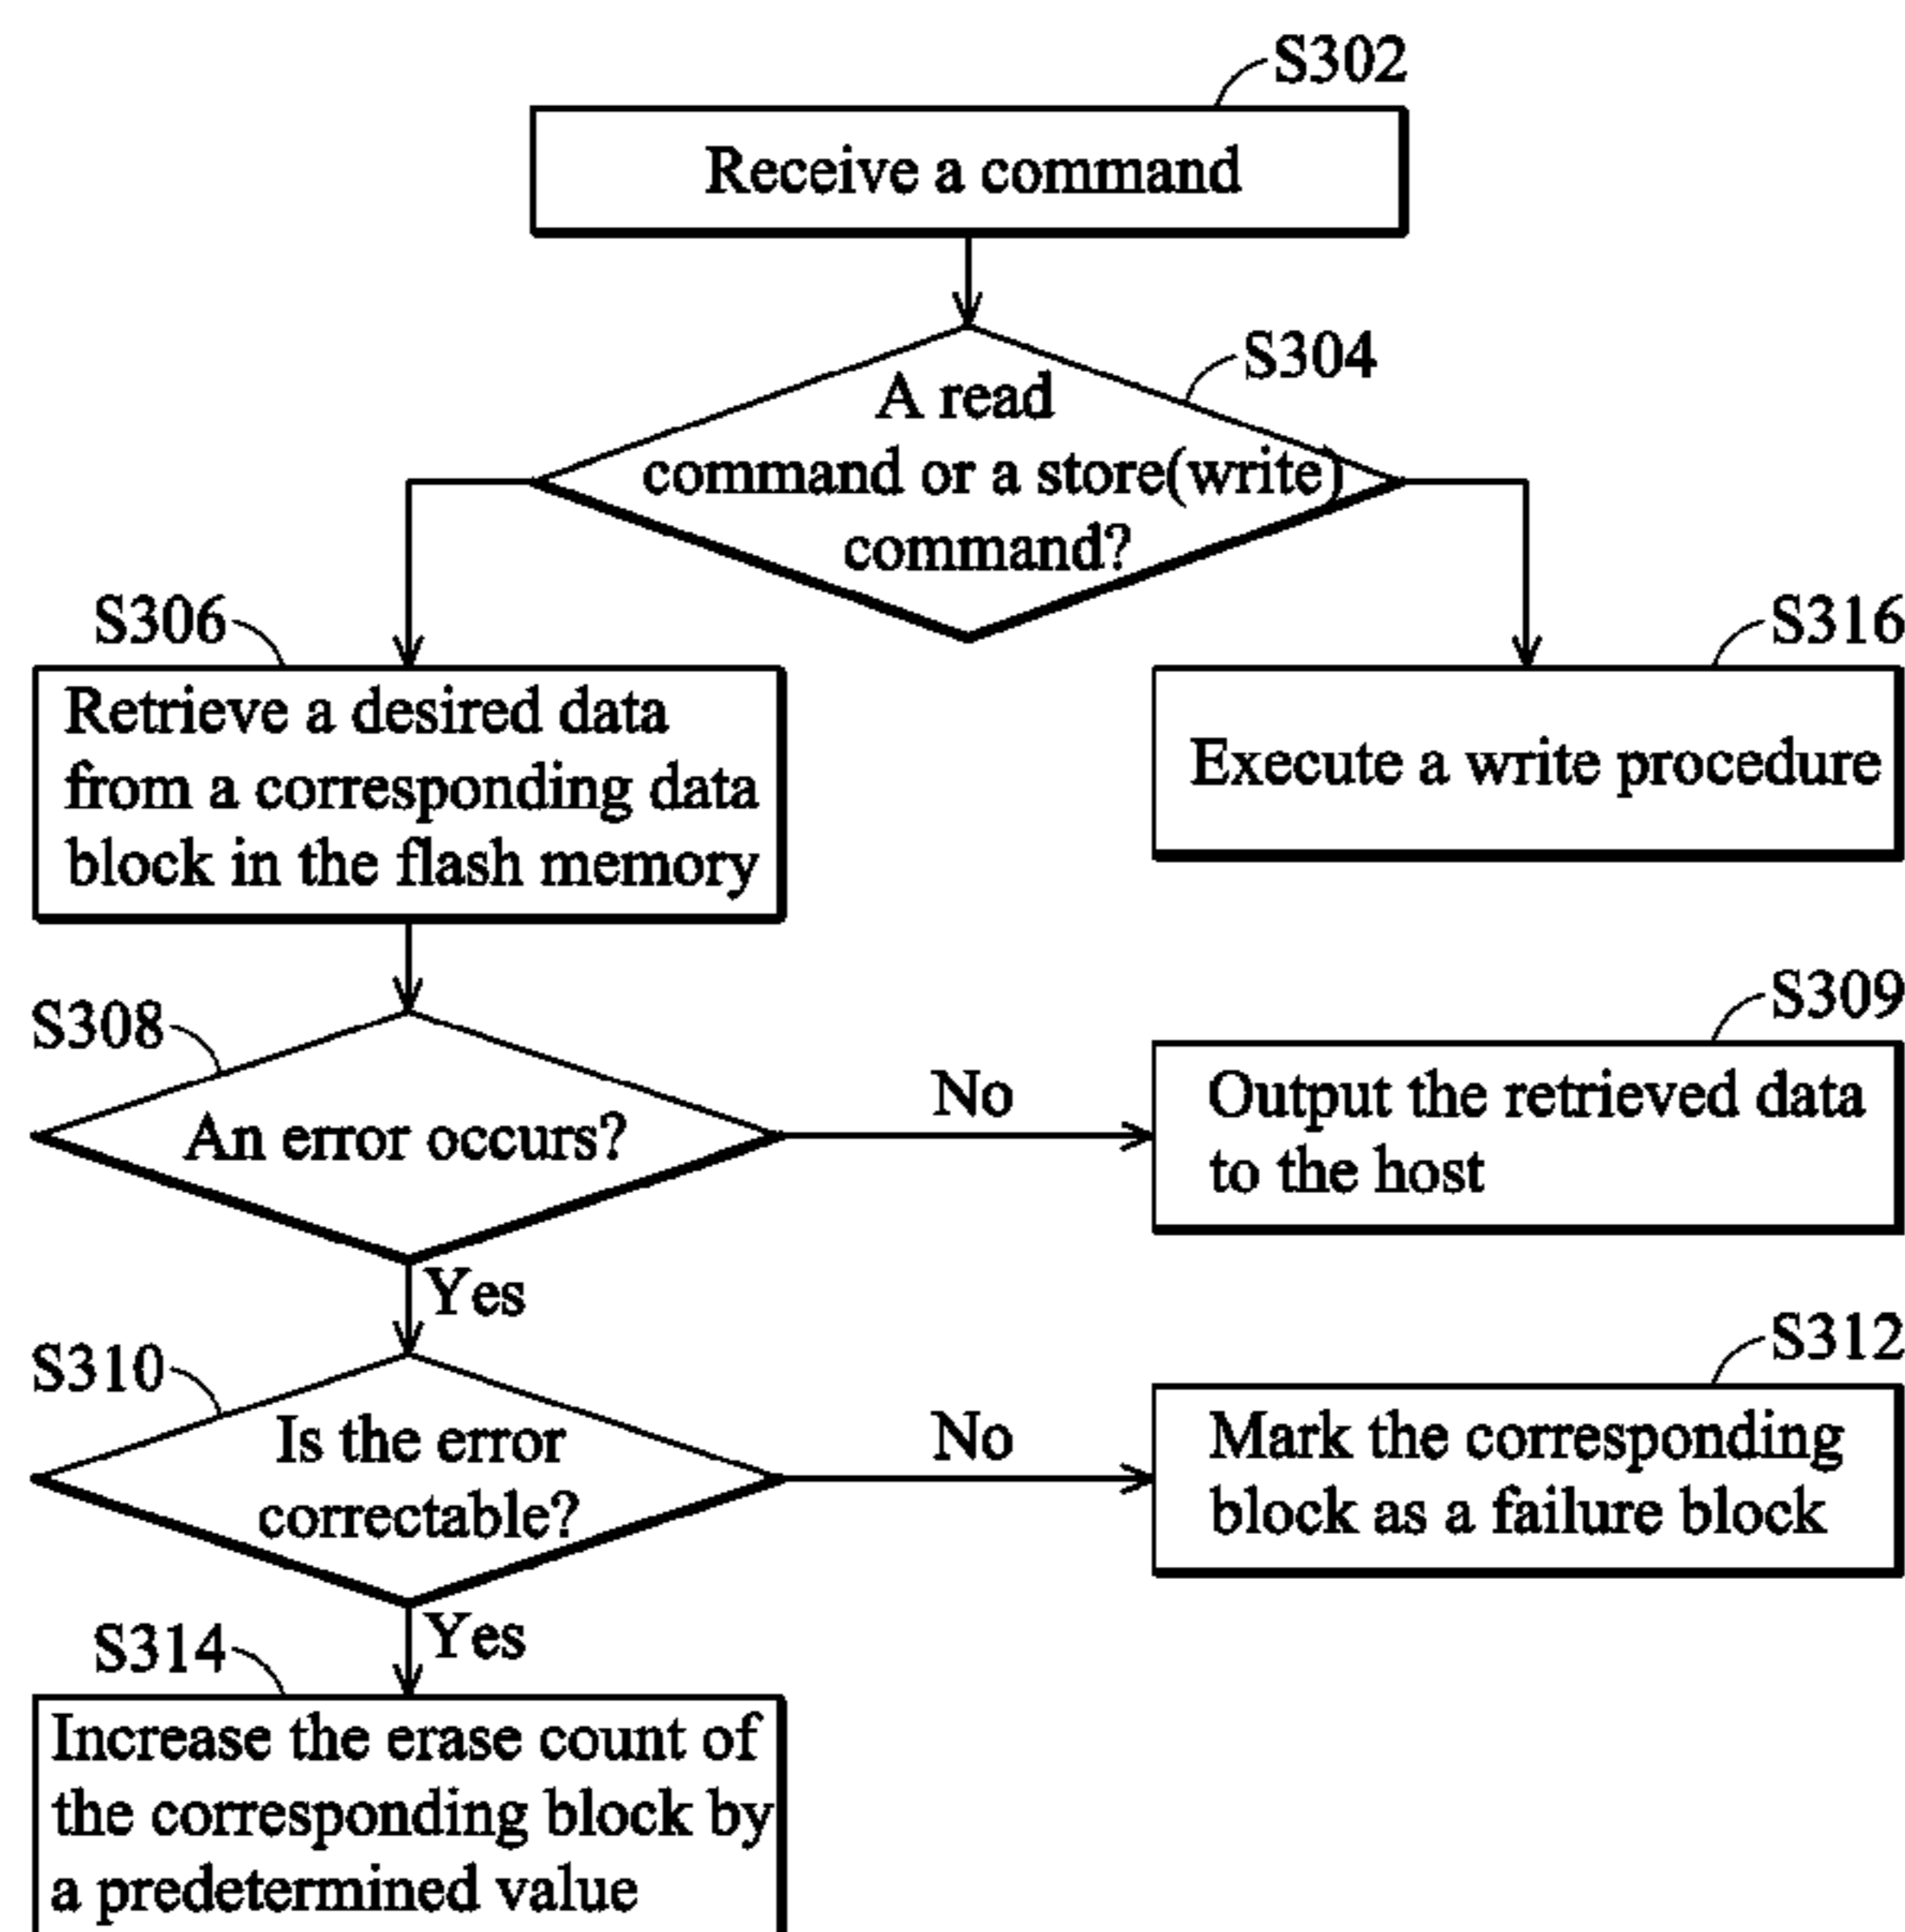 S302
Receive a command
S304
A read
command or a store(write)
command?
S306
Retrieve a desired data
from a corresponding data
block in the flash memory
S316
Execute a write procedure
S308
An error occurs?
No
S309
Output the retrieved data
to the host
Yes
S310
Is the error
correctable?
No
S312
Mark the corresponding
block as a failure block
Yes
S314
Increase the erase count of
the corresponding block by
a predetermined value